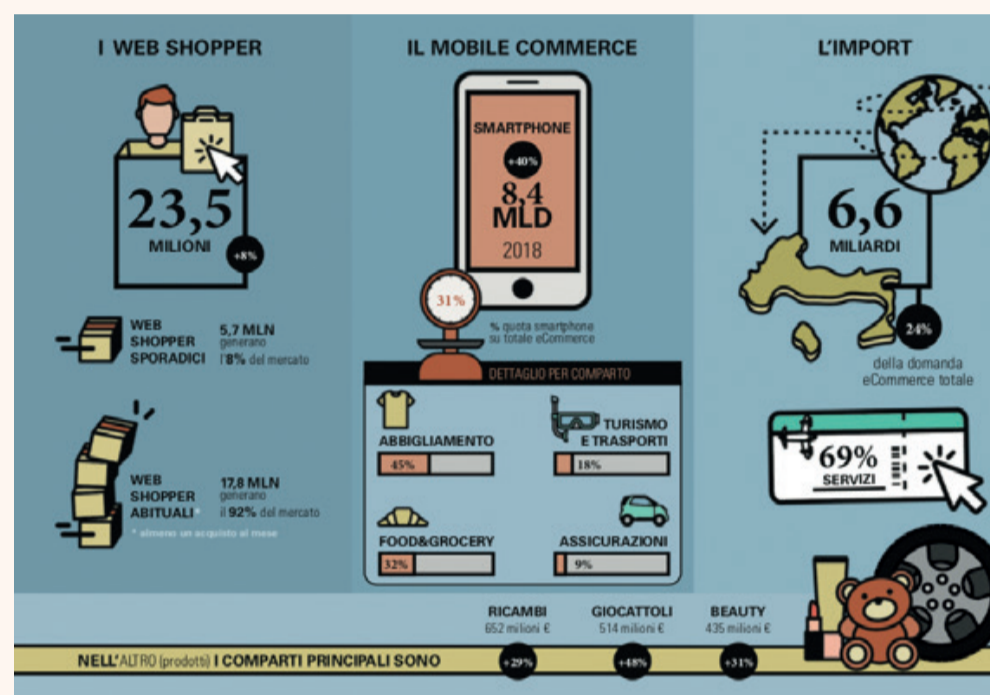 I WEB SHOPPER
23,5
MILIONI
+8%
WEB
SHOPPER
SPORADICI
5,7 MLN
generano
l'8% del mercato
WEB
SHOPPER
ABITUALI*
17,8 MLN
generano
il 92% del mercato
* almeno un acquisto al mese
IL MOBILE COMMERCE
SMARTPHONE
+40%
8,4
MLD
2018
31%
% quota smartphone
su totale eCommerce
DETTAGLIO PER COMPARTO
ABBIGLIAMENTO
45%
TURISMO
E TRASPORTI
18%
FOOD&GROCERY
32%
ASSICURAZIONI
9%
L'IMPORT
6,6
MILIARDI
24%
della domanda
eCommerce totale
69%
SERVIZI
RICAMBI
652 milioni €
GIOCATTOLI
514 milioni €
BEAUTY
435 milioni €
NELL'ALTRO (prodotti) I COMPARTI PRINCIPALI SONO
+29%
+48%
+31%